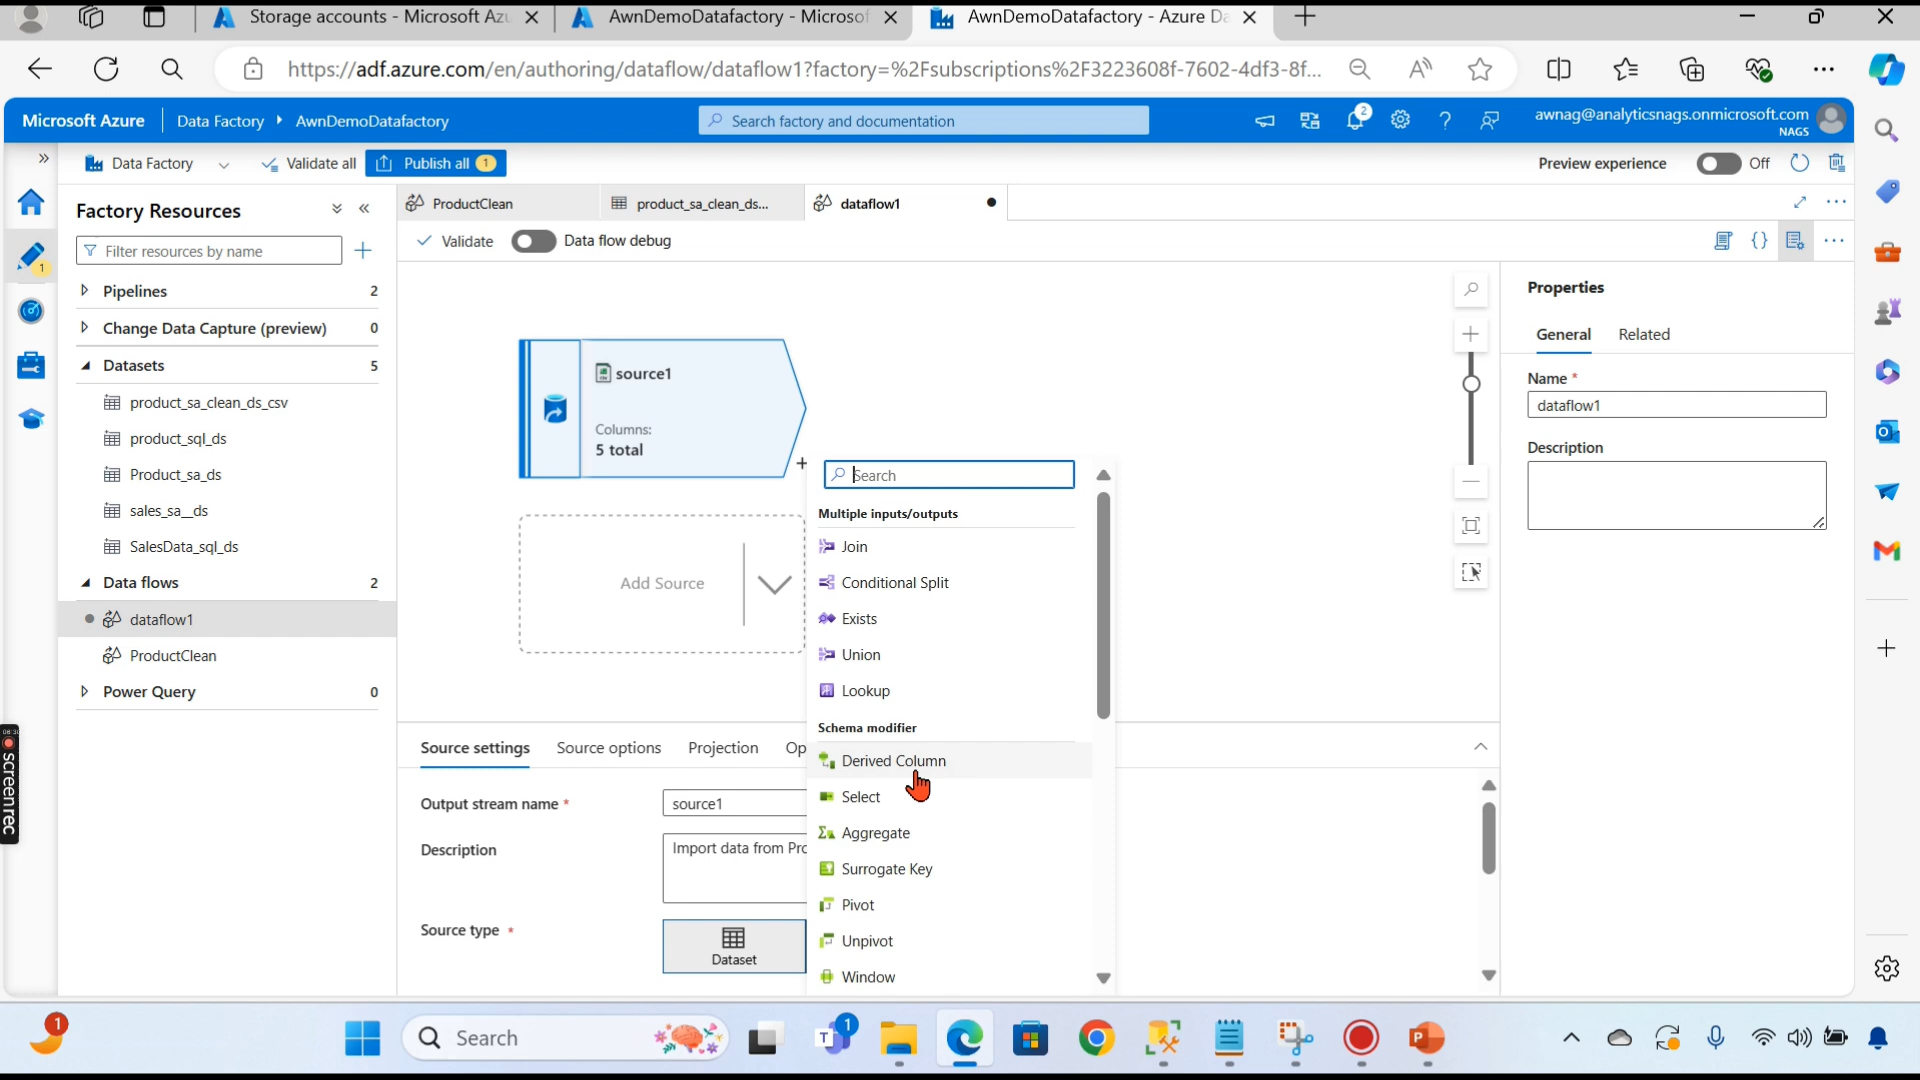 Storage accounts - Microsoft Azu
AwnDemoDatafactory - Microsof
AwnDemoDatafactory - Azure Da
https://adf.azure.com/en/authoring/dataflow/dataflow1?factory=%2Fsubscriptions%2F3223608f-7602-4df3-8f...
Microsoft Azure
Data Factory
AwnDemoDatafactory
Search factory and documentation
2
awnag@analyticsnags.onmicrosoft.com
NAGS
Data Factory
Validate all
Publish all 1
Preview experience
Off
Factory Resources
ProductClean
product_sa_clean_ds...
dataflow1
Filter resources by name
Validate
Data flow debug
1
Pipelines 2
Change Data Capture (preview) 0
Datasets 5
product_sa_clean_ds_csv
product_sql_ds
Product_sa_ds
sales_sa__ds
SalesData_sql_ds
Data flows 2
dataflow1
ProductClean
Power Query 0
source1
Columns:
5 total
Add Source
Search
Multiple inputs/outputs
Join
Conditional Split
Exists
Union
Lookup
Schema modifier
Derived Column
Select
Aggregate
Surrogate Key
Pivot
Unpivot
Window
Source settings
Source options
Projection
Op
Output stream name *
source1
Description
Import data from Pro
Source type *
Dataset
Properties
General
Related
Name *
dataflow1
Description
screenrec
1
Search
1